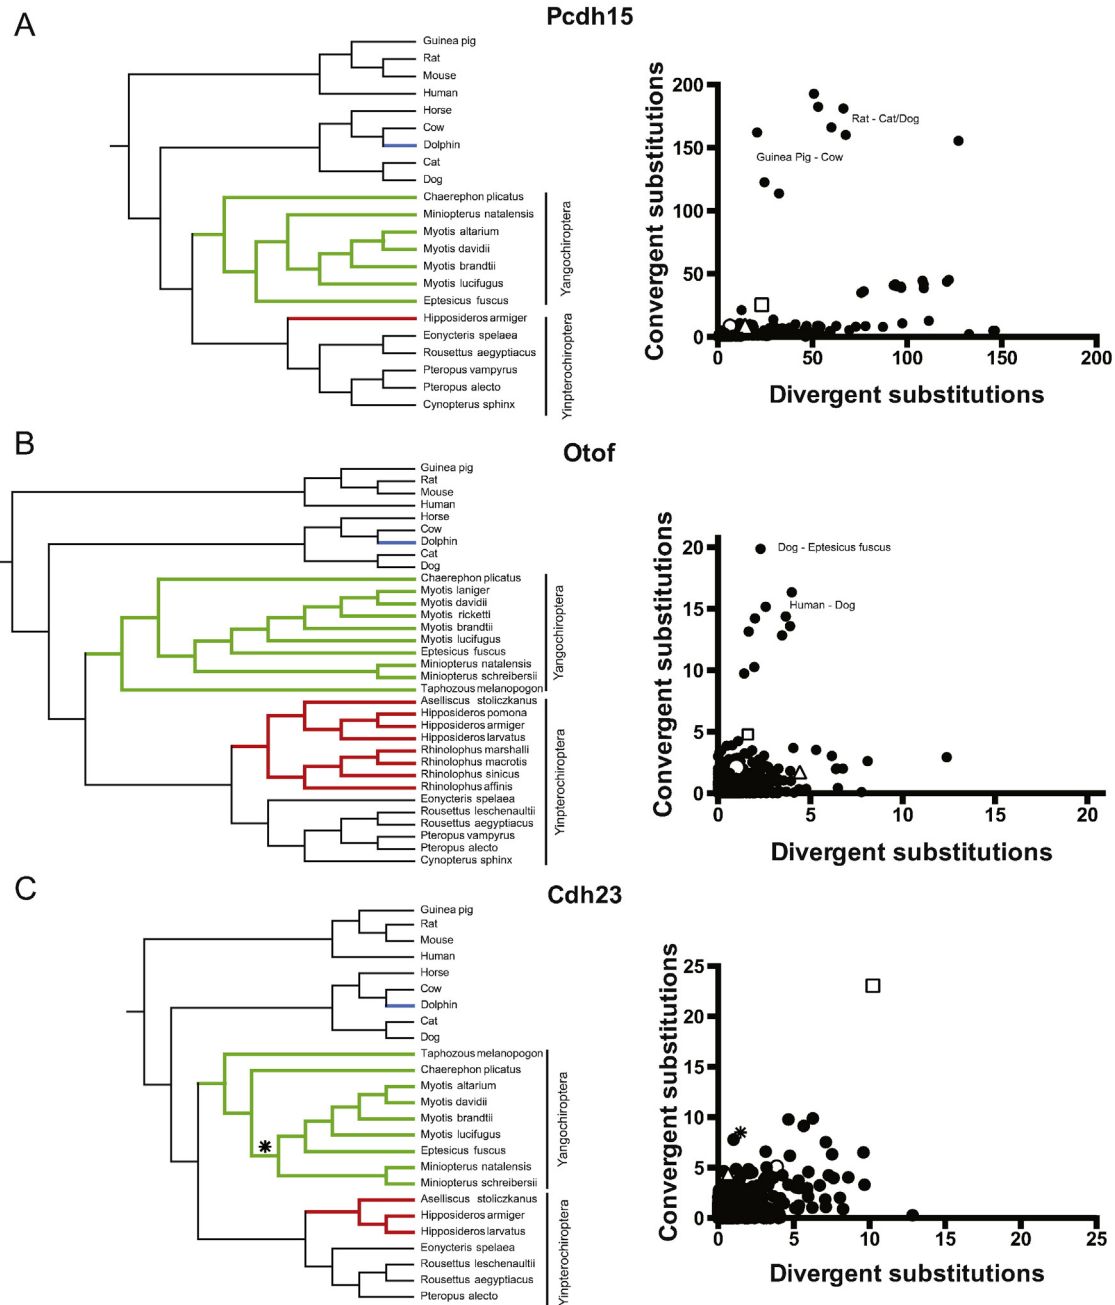 A
Pcdh15
Guinea pig
Rat
Mouse
Human
Horse
Cow
Dolphin
Cat
Dog
Chaerephon plicatus
Miniopterus natalensis
Myotis altarium
Myotis davidii
Myotis brandtii
Myotis lucifugus
Eptesicus fuscus
Hipposideros armiger
Eonycteris spelaea
Rousettus aegyptiacus
Pteropus vampyrus
Pteropus alecto
Cynopterus sphinx
Yangochiroptera
Yinpterochiroptera
Convergent substitutions
200
150
100
50
0
Rat - Cat/Dog
Guinea Pig - Cow
0
50
100
150
200
Divergent substitutions
B
Otof
Guinea pig
Rat
Mouse
Human
Horse
Cow
Dolphin
Cat
Dog
Chaerephon plicatus
Myotis laniger
Myotis davidii
Myotis ricketti
Myotis brandtii
Myotis lucifugus
Eptesicus fuscus
Miniopterus natalensis
Miniopterus schreibersii
Taphozous melanopogon
Aselliscus stoliczkanus
Hipposideros pomona
Hipposideros armiger
Hipposideros larvatus
Rhinolophus marshalli
Rhinolophus macrotis
Rhinolophus sinicus
Rhinolophus affinis
Eonycteris spelaea
Rousettus leschenaultii
Rousettus aegyptiacus
Pteropus vampyrus
Pteropus alecto
Cynopterus sphinx
Yangochiroptera
Yinpterochiroptera
Convergent substitutions
20
15
10
5
0
Dog - Eptesicus fuscus
Human - Dog
0
5
10
15
20
Divergent substitutions
C
Cdh23
Guinea pig
Rat
Mouse
Human
Horse
Cow
Dolphin
Cat
Dog
Taphozous melanopogon
Chaerephon plicatus
Myotis altarium
Myotis davidii
Myotis brandtii
Myotis lucifugus
Eptesicus fuscus
Miniopterus natalensis
Miniopterus schreibersii
Aselliscus stoliczkanus
Hipposideros armiger
Hipposideros larvatus
Eonycteris spelaea
Rousettus leschenaultii
Rousettus aegyptiacus
Pteropus alecto
*
Yangochiroptera
Yinpterochiroptera
Convergent substitutions
25
20
15
10
5
0
*
0
5
10
15
20
25
Divergent substitutions